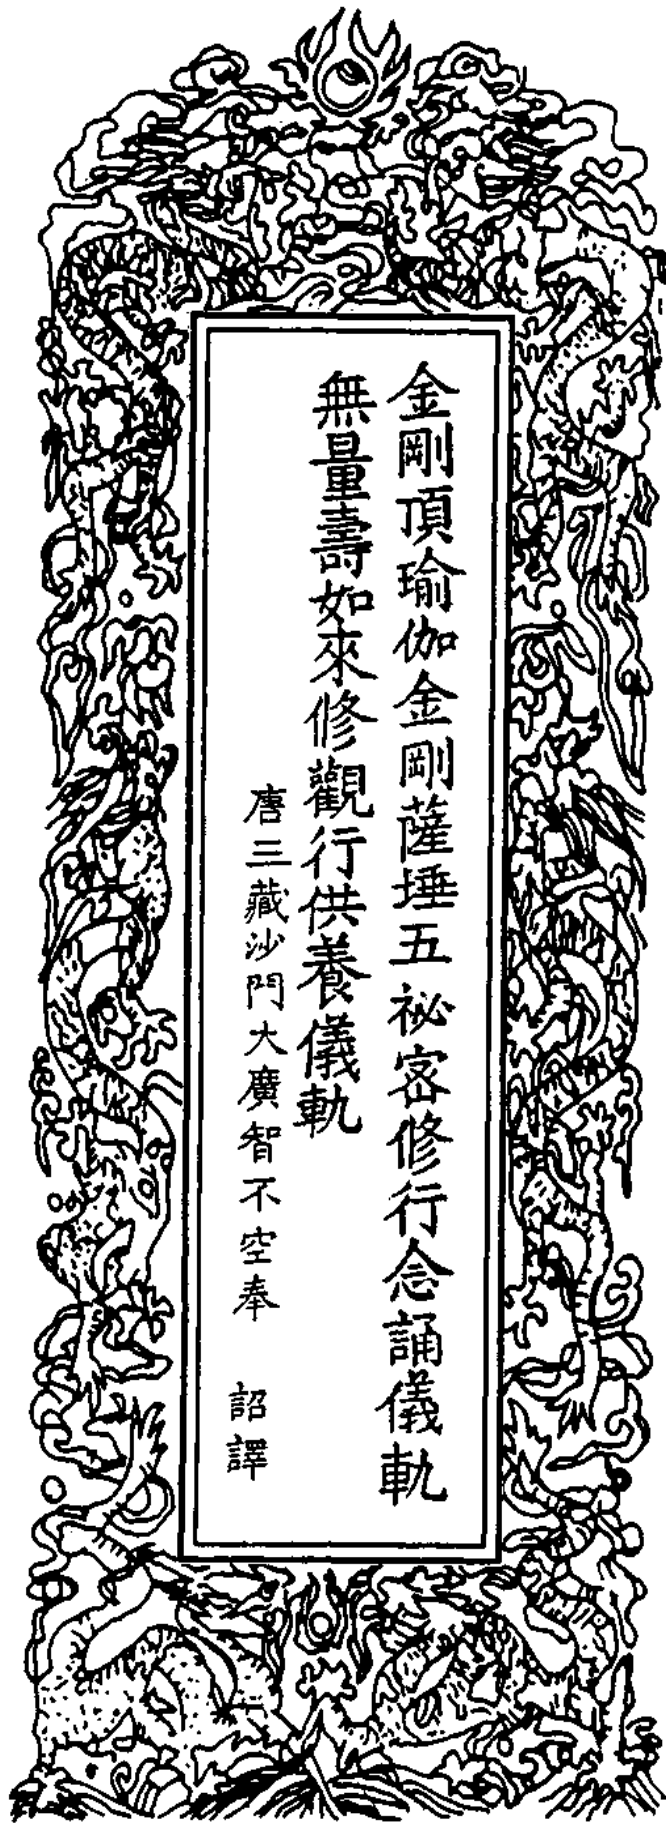 金剛頂瑜伽金剛薩埵五祕密修行念誦儀軌
無量壽如來修觀行供養儀軌
唐三藏沙門大廣智不空奉　詔譯